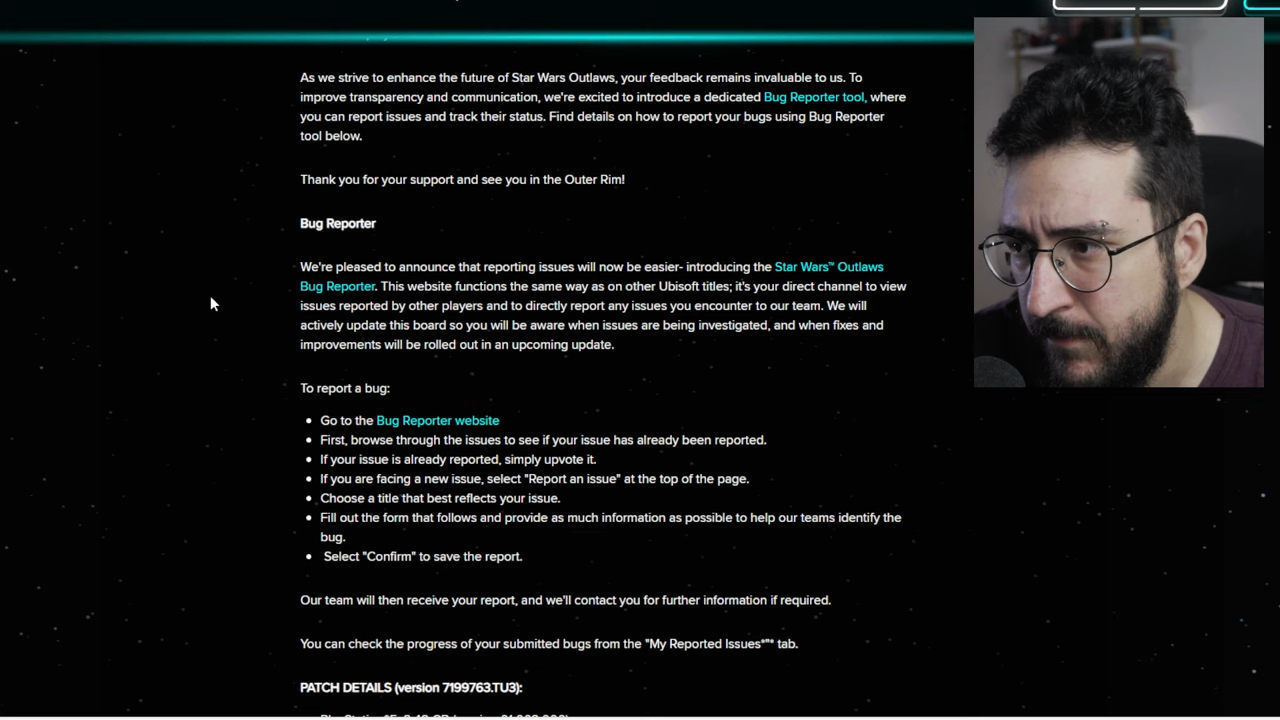 As we strive to enhance the future of Star Wars Outlaws, your feedback remains invaluable to us. To
improve transparency and communication, we're excited to introduce a dedicated Bug Reporter tool, where
you can report issues and track their status. Find details on how to report your bugs using Bug Reporter
tool below.
Thank you for your support and see you in the Outer Rim!
Bug Reporter
We're pleased to announce that reporting issues will now be easier- introducing the Star Wars™ Outlaws
Bug Reporter. This website functions the same way as on other Ubisoft titles; it's your direct channel to view
issues reported by other players and to directly report any issues you encounter to our team. We will
actively update this board so you will be aware when issues are being investigated, and when fixes and
improvements will be rolled out in an upcoming update.
To report a bug:
• Go to the Bug Reporter website
• First, browse through the issues to see if your issue has already been reported.
• If your issue is already reported, simply upvote it.
• If you are facing a new issue, select "Report an issue" at the top of the page.
• Choose a title that best reflects your issue.
• Fill out the form that follows and provide as much information as possible to help our teams identify the
bug.
• Select "Confirm" to save the report.
Our team will then receive your report, and we'll contact you for further information if required.
You can check the progress of your submitted bugs from the "My Reported Issues*"* tab.
PATCH DETAILS (version 7199763.TU3):